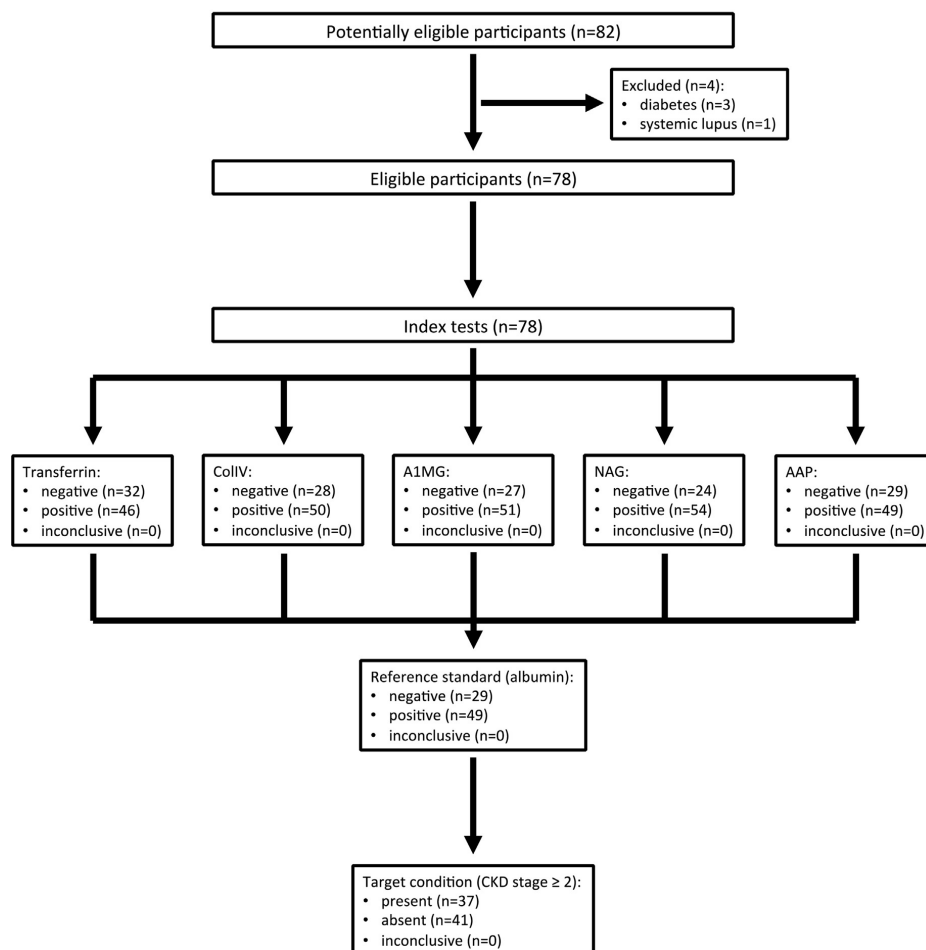 Potentially eligible participants (n=82)
Excluded (n=4):
• diabetes (n=3)
• systemic lupus (n=1)
Eligible participants (n=78)
Index tests (n=78)
Transferrin:
• negative (n=32)
• positive (n=46)
• inconclusive (n=0)
ColIV:
• negative (n=28)
• positive (n=50)
• inconclusive (n=0)
A1MG:
• negative (n=27)
• positive (n=51)
• inconclusive (n=0)
NAG:
• negative (n=24)
• positive (n=54)
• inconclusive (n=0)
AAP:
• negative (n=29)
• positive (n=49)
• inconclusive (n=0)
Reference standard (albumin):
• negative (n=29)
• positive (n=49)
• inconclusive (n=0)
Target condition (CKD stage ≥ 2):
• present (n=37)
• absent (n=41)
• inconclusive (n=0)